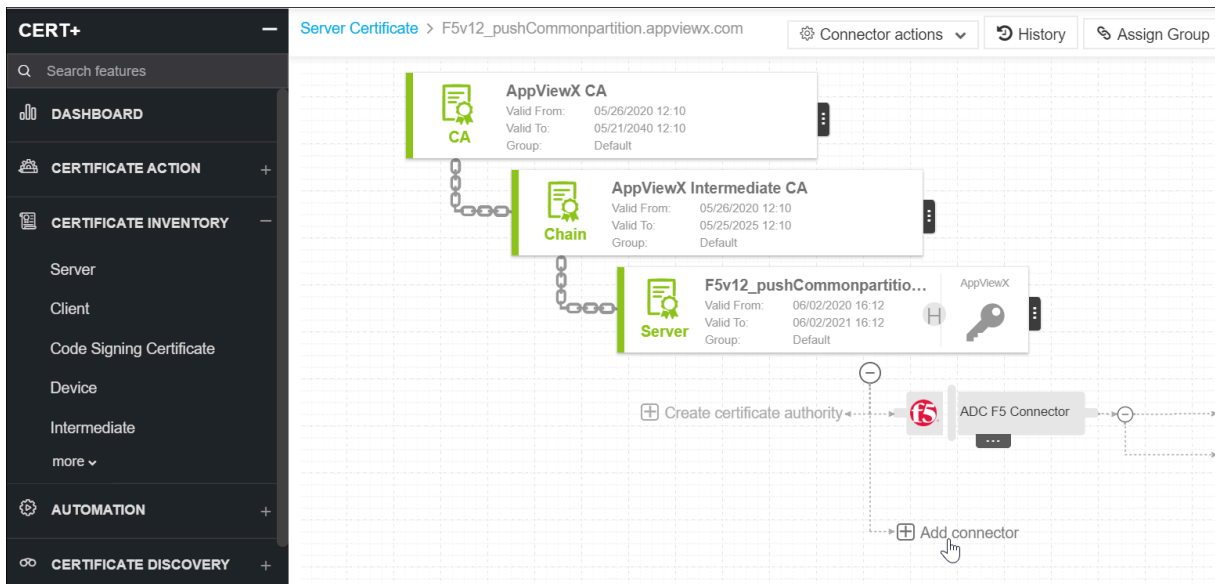 CERT+
Server Certificate > F5v12_pushCommonpartition.appviewx.com
Connector actions
History
Assign Group
Search features
DASHBOARD
CERTIFICATE ACTION +
CERTIFICATE INVENTORY −
Server
Client
Code Signing Certificate
Device
Intermediate
more
AUTOMATION +
CERTIFICATE DISCOVERY +
CA
AppViewX CA
Valid From: 05/26/2020 12:10
Valid To: 05/21/2040 12:10
Group: Default
Chain
AppViewX Intermediate CA
Valid From: 05/26/2020 12:10
Valid To: 05/25/2025 12:10
Group: Default
Server
F5v12_pushCommonpartitio...
Valid From: 06/02/2020 16:12
Valid To: 06/02/2021 16:12
Group: Default
H
AppViewX
Create certificate authority
f5
ADC F5 Connector
Add connector